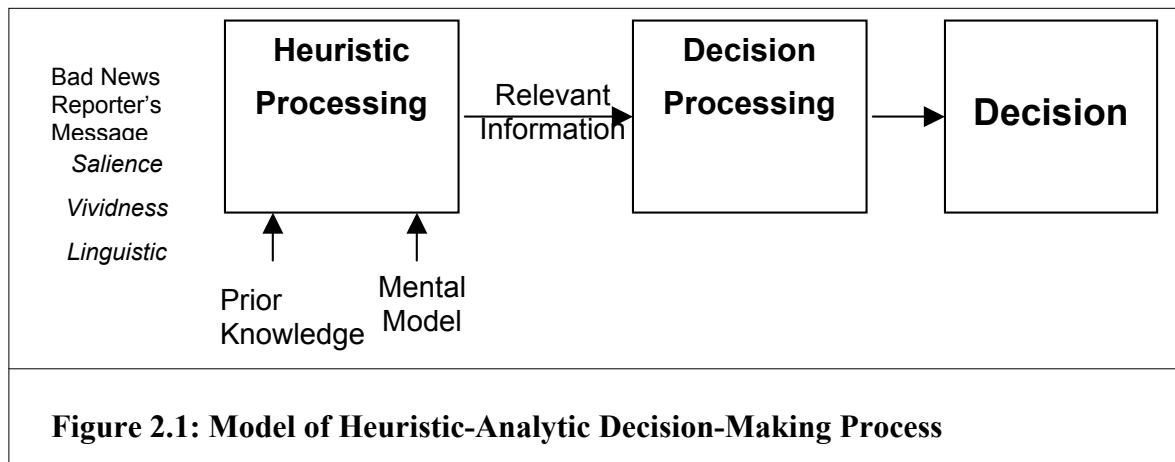 Bad News
Reporter's
Message
Salience
Vividness
Linguistic
Heuristic
Processing
Prior
Knowledge
Mental
Model
Relevant
Information
Decision
Processing
Decision
Figure 2.1: Model of Heuristic-Analytic Decision-Making Process